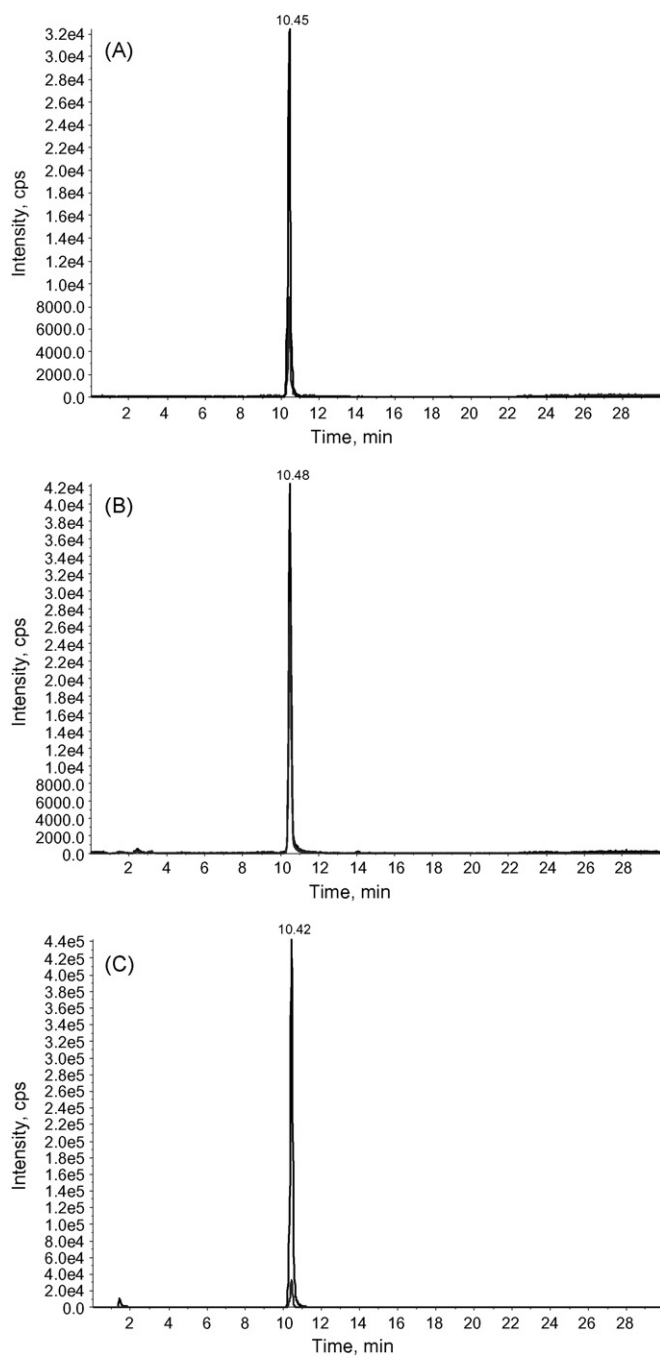 10.45
(A)
3.2e4
3.0e4
2.8e4
2.6e4
2.4e4
2.2e4
2.0e4
1.8e4
1.6e4
1.4e4
1.2e4
1.0e4
8000.0
6000.0
4000.0
2000.0
0.0
Intensity, cps
2 4 6 8 10 12 14 16 18 20 22 24 26 28
Time, min
10.48
(B)
4.2e4
4.0e4
3.8e4
3.6e4
3.4e4
3.2e4
3.0e4
2.8e4
2.6e4
2.4e4
2.2e4
2.0e4
1.8e4
1.6e4
1.4e4
1.2e4
1.0e4
8000.0
6000.0
4000.0
2000.0
0.0
Intensity, cps
2 4 6 8 10 12 14 16 18 20 22 24 26 28
Time, min
10.42
(C)
4.4e5
4.2e5
4.0e5
3.8e5
3.6e5
3.4e5
3.2e5
3.0e5
2.8e5
2.6e5
2.4e5
2.2e5
2.0e5
1.8e5
1.6e5
1.4e5
1.2e5
1.0e5
8.0e4
6.0e4
4.0e4
2.0e4
0.0
Intensity, cps
2 4 6 8 10 12 14 16 18 20 22 24 26 28
Time, min